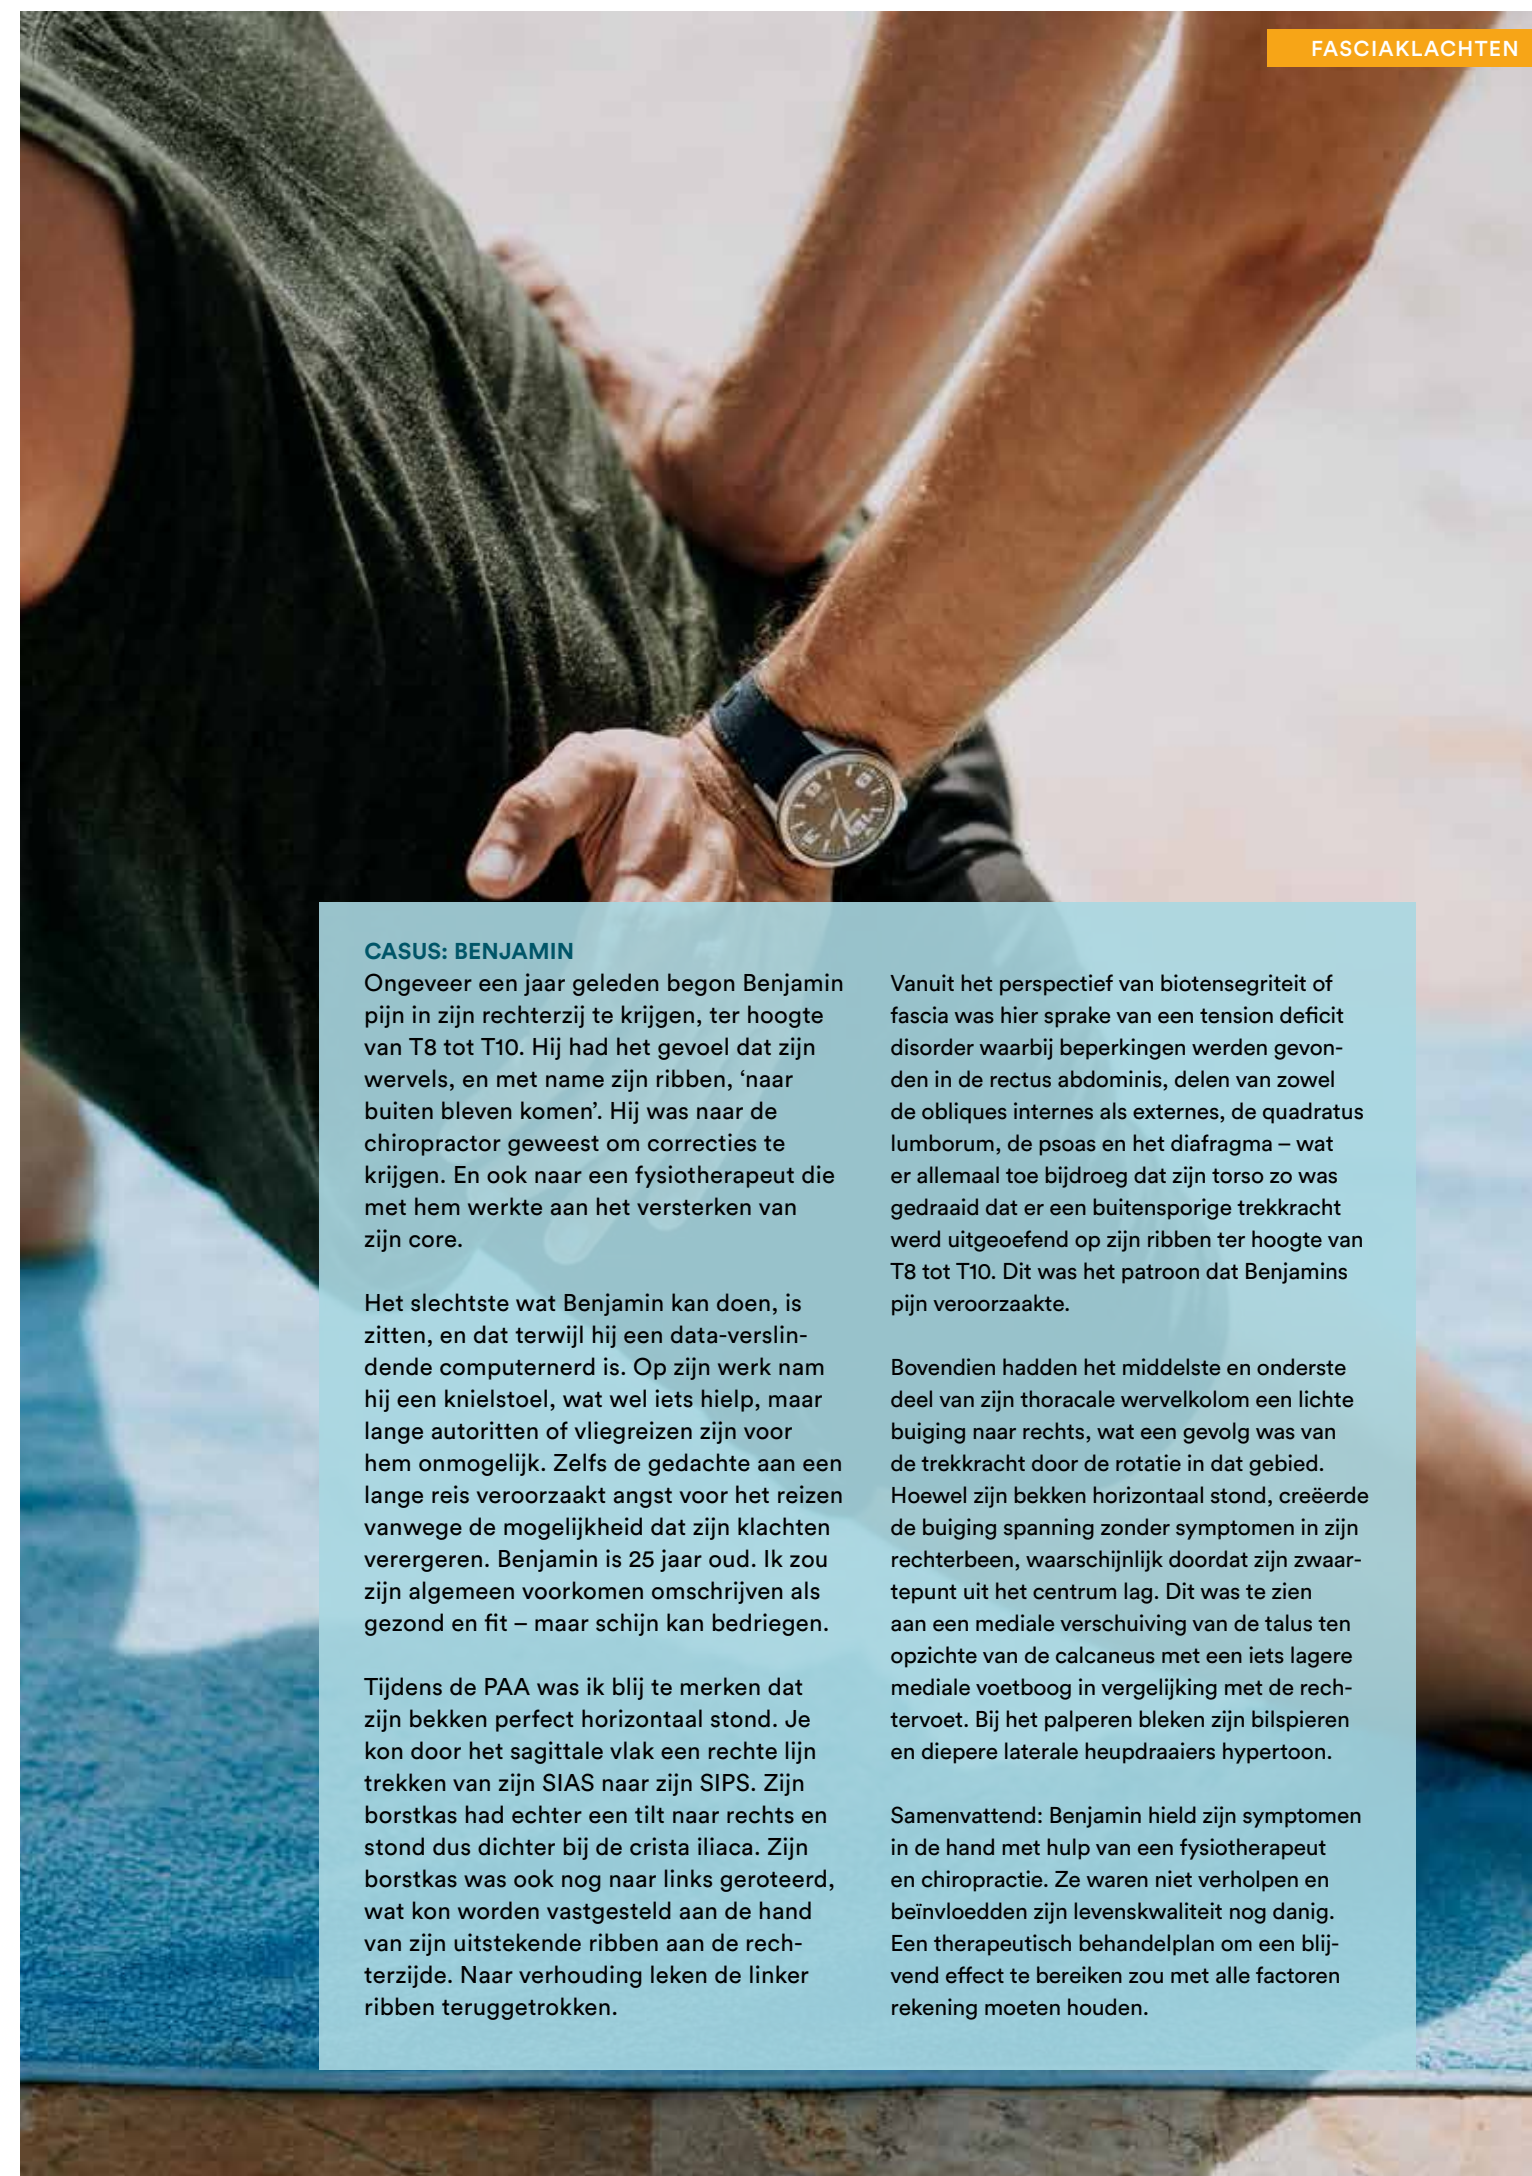 FASCIAKLACHTEN
CASUS: BENJAMIN
Ongeveer een jaar geleden begon Benjamin
pijn in zijn rechterzij te krijgen, ter hoogte
van T8 tot T10. Hij had het gevoel dat zijn
wervels, en met name zijn ribben, ‘naar
buiten bleven komen’. Hij was naar de
chiropractor geweest om correcties te
krijgen. En ook naar een fysiotherapeut die
met hem werkte aan het versterken van
zijn core.
Het slechtste wat Benjamin kan doen, is
zitten, en dat terwijl hij een data-verslin-
dende computernerd is. Op zijn werk nam
hij een knielstoel, wat wel iets hielp, maar
lange autoritten of vliegreizen zijn voor
hem onmogelijk. Zelfs de gedachte aan een
lange reis veroorzaakt angst voor het reizen
vanwege de mogelijkheid dat zijn klachten
verergeren. Benjamin is 25 jaar oud. Ik zou
zijn algemeen voorkomen omschrijven als
gezond en fit – maar schijn kan bedriegen.
Tijdens de PAA was ik blij te merken dat
zijn bekken perfect horizontaal stond. Je
kon door het sagittale vlak een rechte lijn
trekken van zijn SIAS naar zijn SIPS. Zijn
borstkas had echter een tilt naar rechts en
stond dus dichter bij de crista iliaca. Zijn
borstkas was ook nog naar links geroteerd,
wat kon worden vastgesteld aan de hand
van zijn uitstekende ribben aan de rech-
terzijde. Naar verhouding leken de linker
ribben teruggetrokken.
Vanuit het perspectief van biotensegriteit of
fascia was hier sprake van een tension deficit
disorder waarbij beperkingen werden gevon-
den in de rectus abdominis, delen van zowel
de obliques internes als externes, de quadratus
lumborum, de psoas en het diafragma – wat
er allemaal toe bijdroeg dat zijn torso zo was
gedraaid dat er een buitensporige trekkracht
werd uitgeoefend op zijn ribben ter hoogte van
T8 tot T10. Dit was het patroon dat Benjamins
pijn veroorzaakte.
Bovendien hadden het middelste en onderste
deel van zijn thoracale wervelkolom een lichte
buiging naar rechts, wat een gevolg was van
de trekkracht door de rotatie in dat gebied.
Hoewel zijn bekken horizontaal stond, creëerde
de buiging spanning zonder symptomen in zijn
rechterbeen, waarschijnlijk doordat zijn zwaar-
tepunt uit het centrum lag. Dit was te zien
aan een mediale verschuiving van de talus ten
opzichte van de calcaneus met een iets lagere
mediale voetboog in vergelijking met de rech-
tervoet. Bij het palperen bleken zijn bilspieren
en diepere laterale heupdraaiers hypertoon.
Samenvattend: Benjamin hield zijn symptomen
in de hand met hulp van een fysiotherapeut
en chiropractie. Ze waren niet verholpen en
beïnvloedden zijn levenskwaliteit nog danig.
Een therapeutisch behandelplan om een blij-
vend effect te bereiken zou met alle factoren
rekening moeten houden.